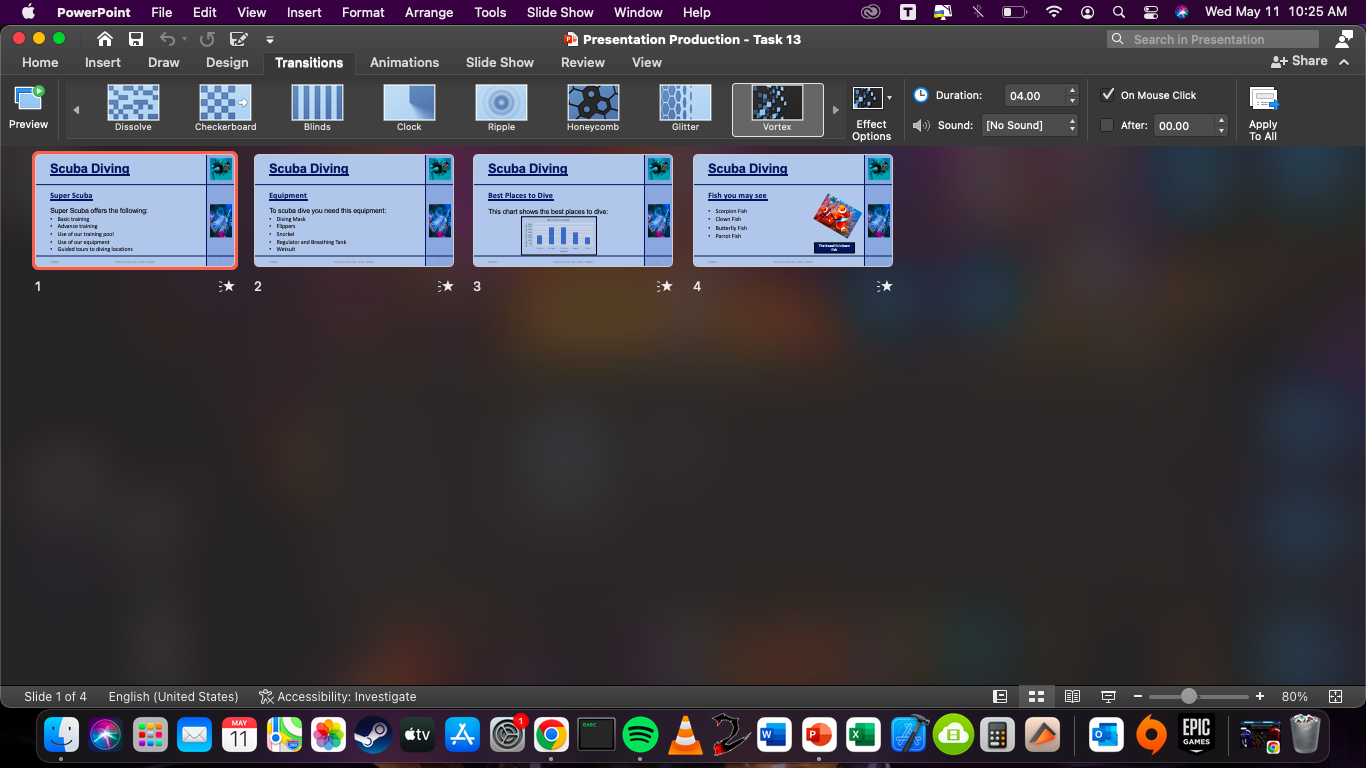 PowerPoint File Edit View Insert Format Arrange Tools Slide Show Window Help T Wed May 11 10:25 AM
Presentation Production - Task 13
Search in Presentation
Home Insert Draw Design Transitions Animations Slide Show Review View Share
Preview
Dissolve Checkerboard Blinds Clock Ripple Honeycomb Glitter Vortex
Effect Options
Duration: 04.00
Sound: [No Sound]
On Mouse Click
After: 00.00
Apply To All
Scuba Diving
Super Scuba
Super Scuba offers the following:
• Basic training
• Advance training
• Use of our training pool
• Use of our equipment
• Guided tours to diving locations
1
Scuba Diving
Equipment
To scuba dive you need this equipment:
• Diving Mask
• Flippers
• Snorkel
• Regulator and Breathing Tank
• Wetsuit
2
Scuba Diving
Best Places to Dive
This chart shows the best places to dive:
3
Scuba Diving
Fish you may see
• Scorpion Fish
• Clown Fish
• Butterfly Fish
• Parrot Fish
The beautiful clown fish
4
Slide 1 of 4 English (United States) Accessibility: Investigate 80%
MAY
11
tv
1
exec
W
P
X
O
EPIC
GAMES